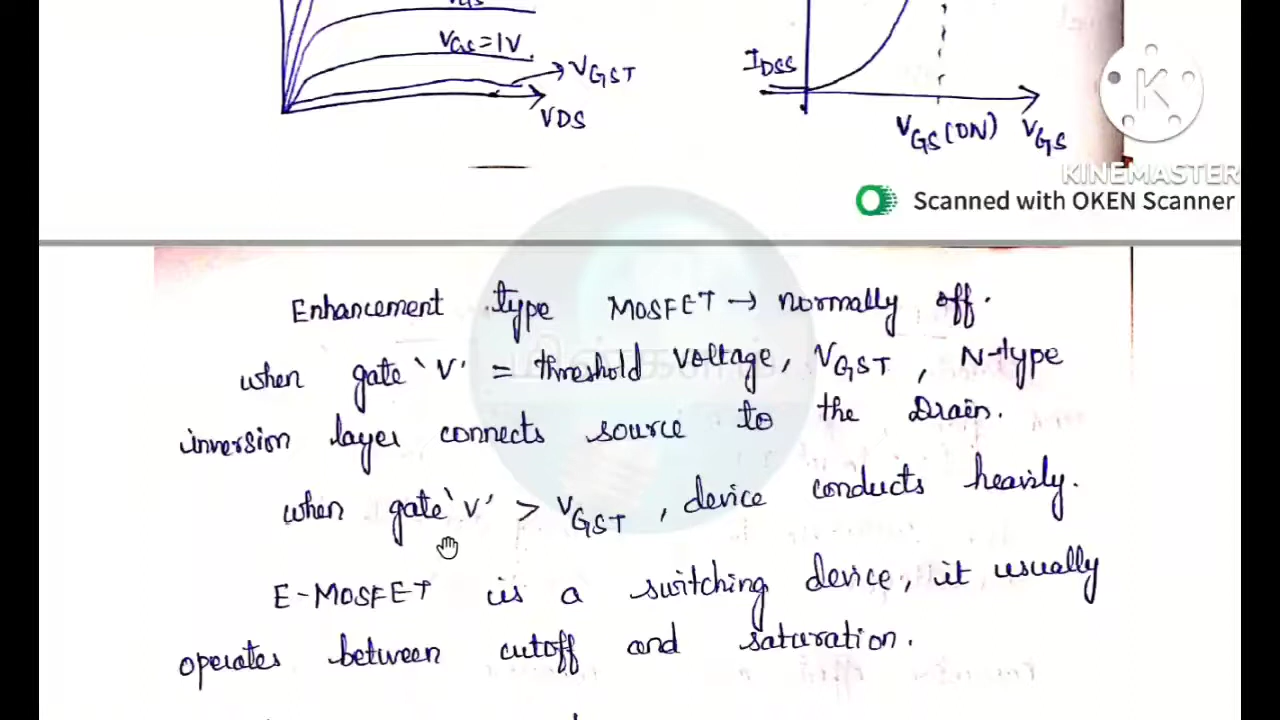 VGS = 1V
VGST
VDS
IDSS
VGS(ON) VGS
K
KINEMASTER
Scanned with OKEN Scanner
Enhancement type MOSFET → normally off.
when gate 'V' = threshold voltage, VGST, N-type
inversion layer connects source to the Drain.
when gate 'V' > VGST, device conducts heavily.
E-MOSFET is a switching device, it usually
operates between cutoff and saturation.